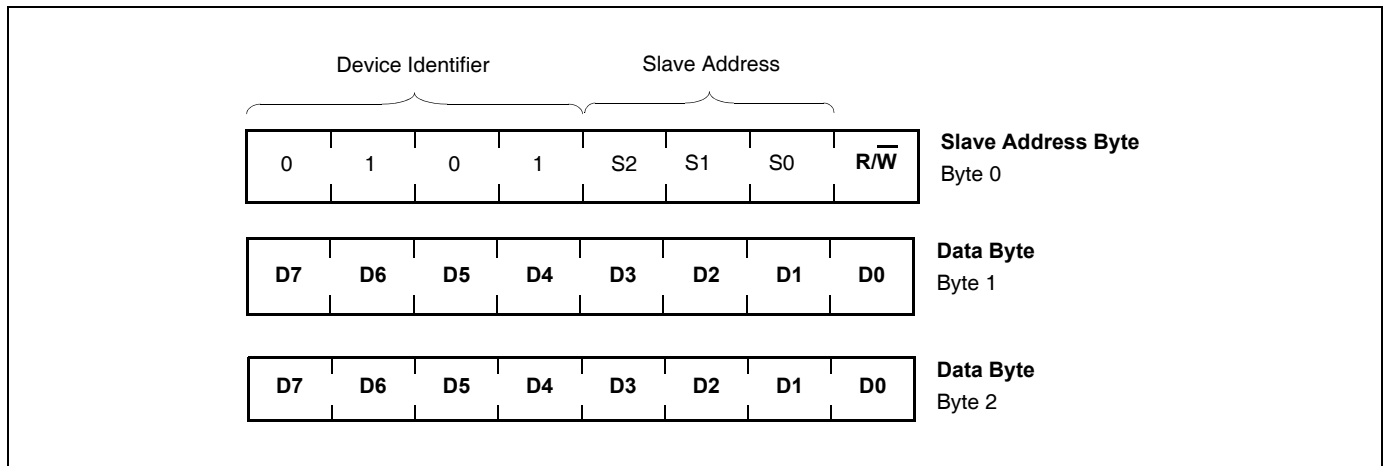 Device Identifier Slave Address
0 1 0 1 S2 S1 S0 R/W̅ Slave Address Byte
Byte 0
D7 D6 D5 D4 D3 D2 D1 D0 Data Byte
Byte 1
D7 D6 D5 D4 D3 D2 D1 D0 Data Byte
Byte 2